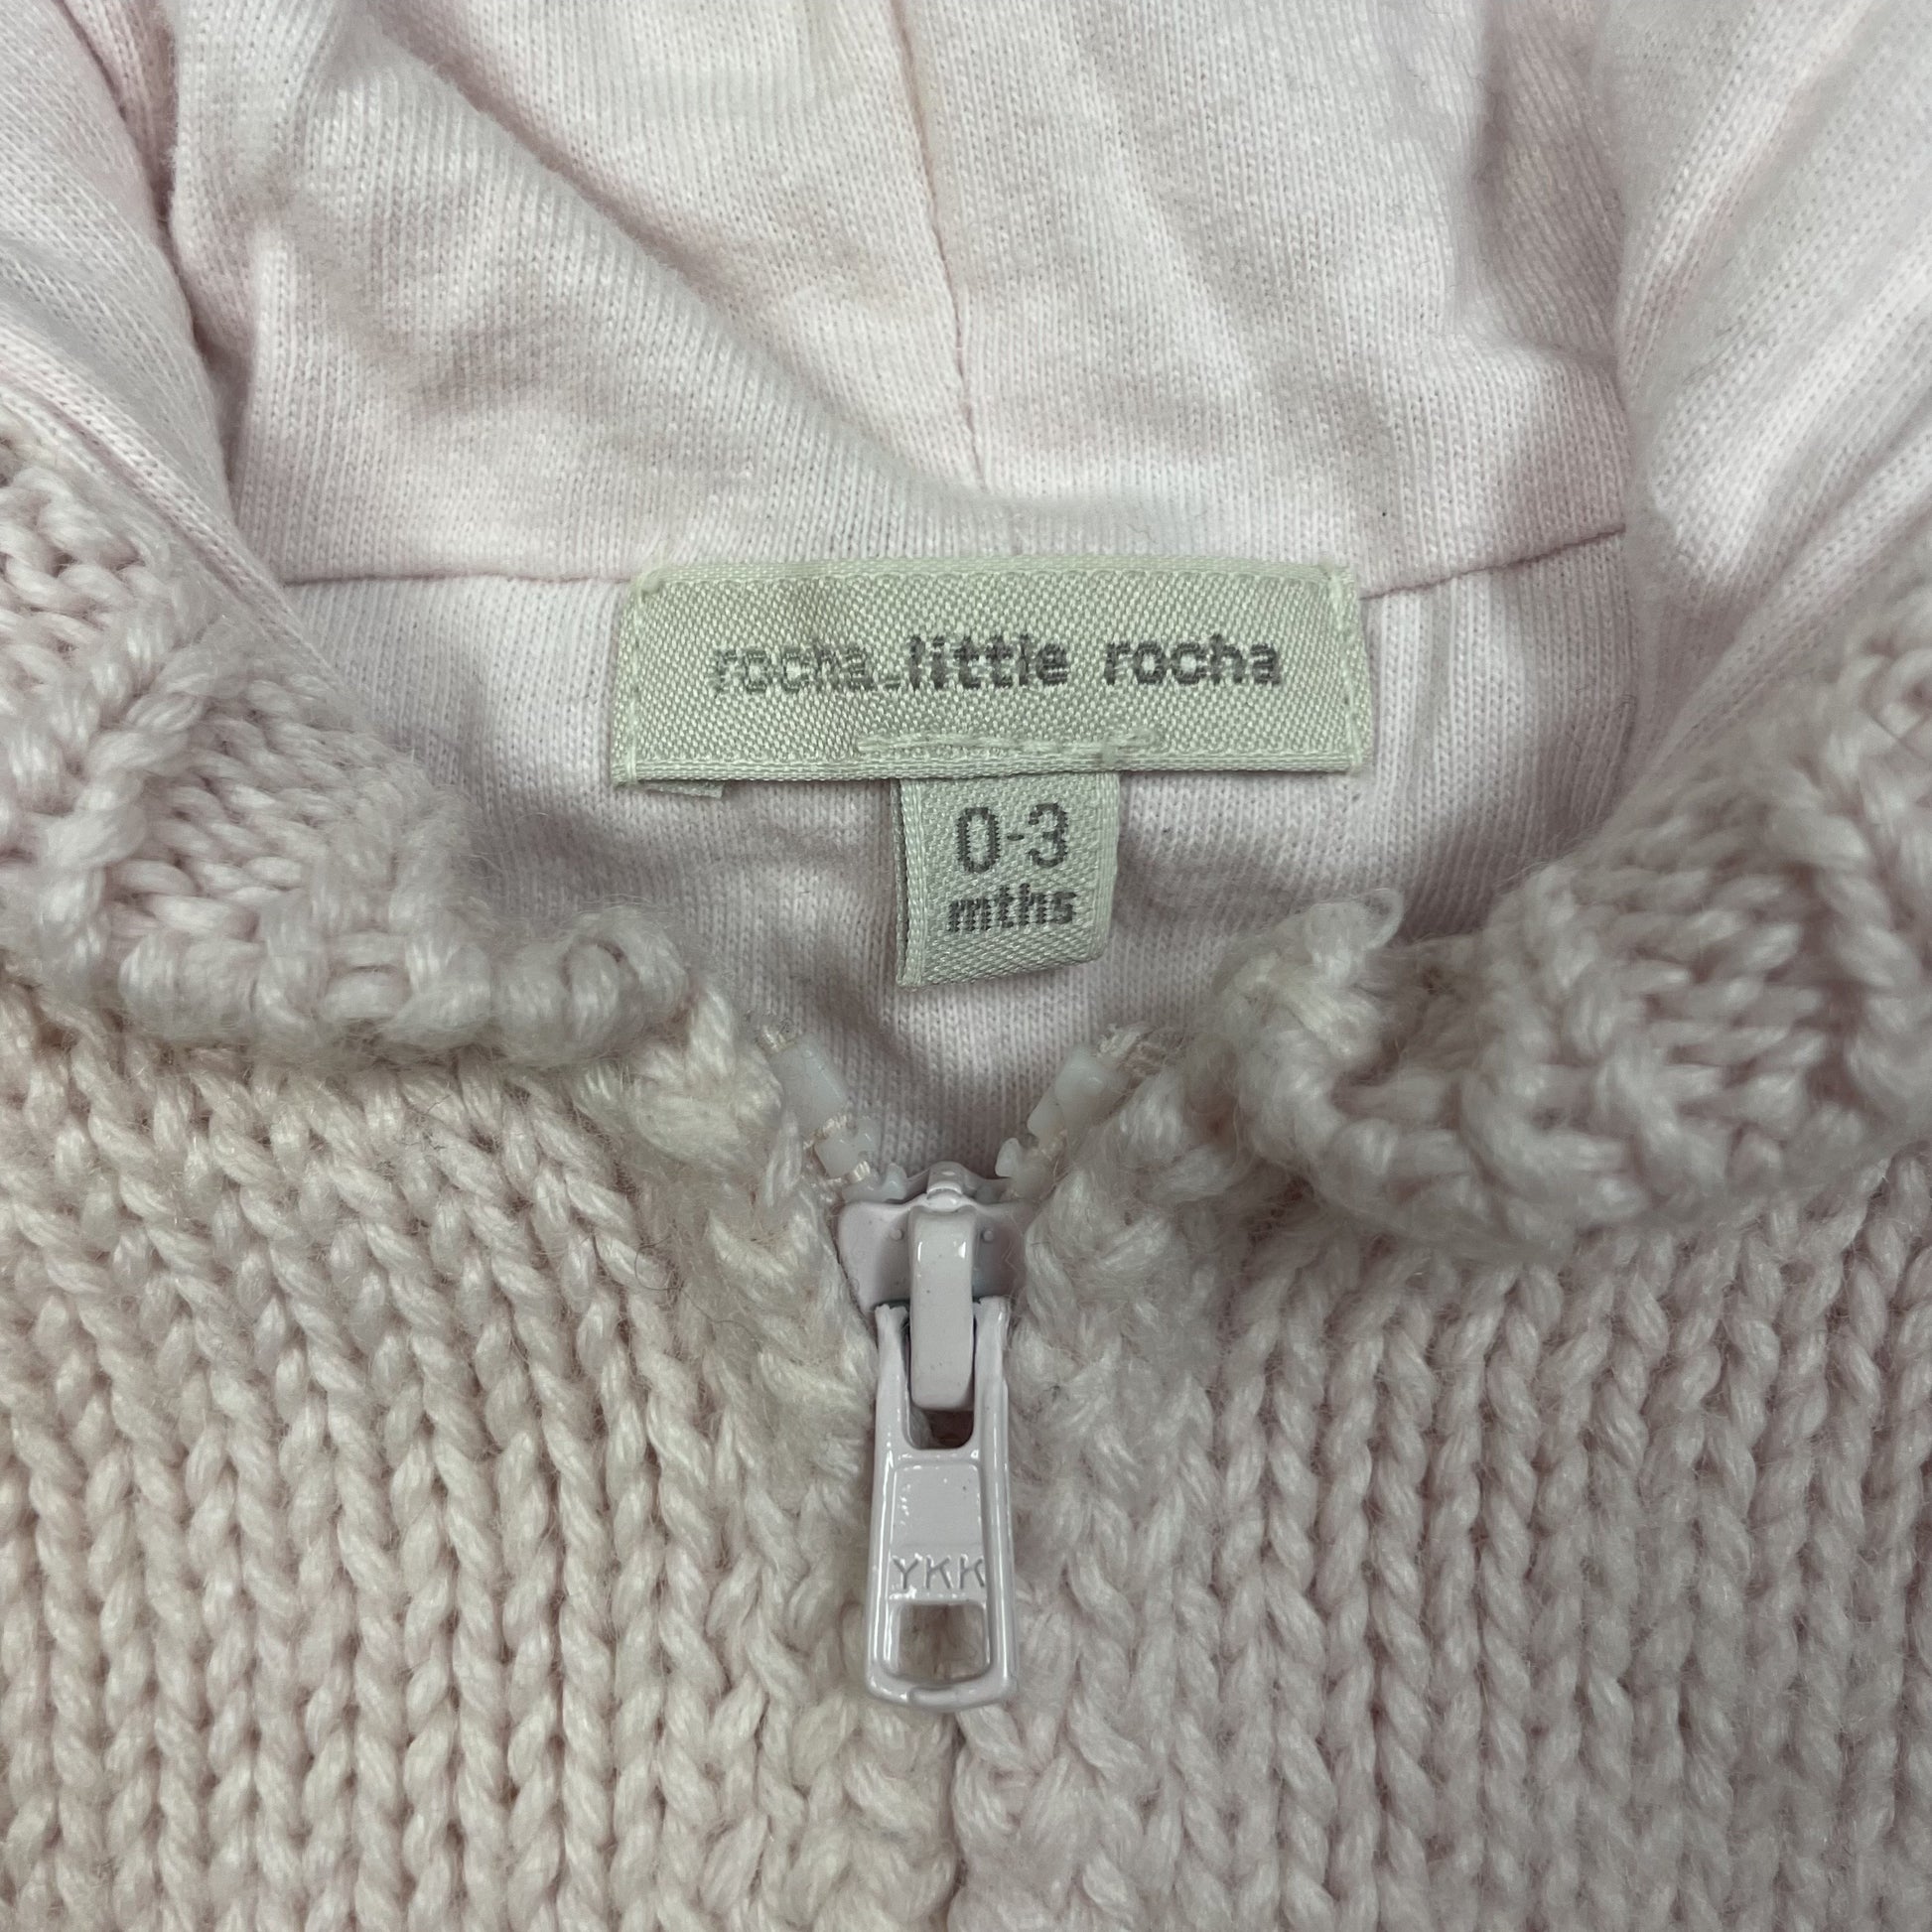 rocha.little rocha
0-3
mths
YKK